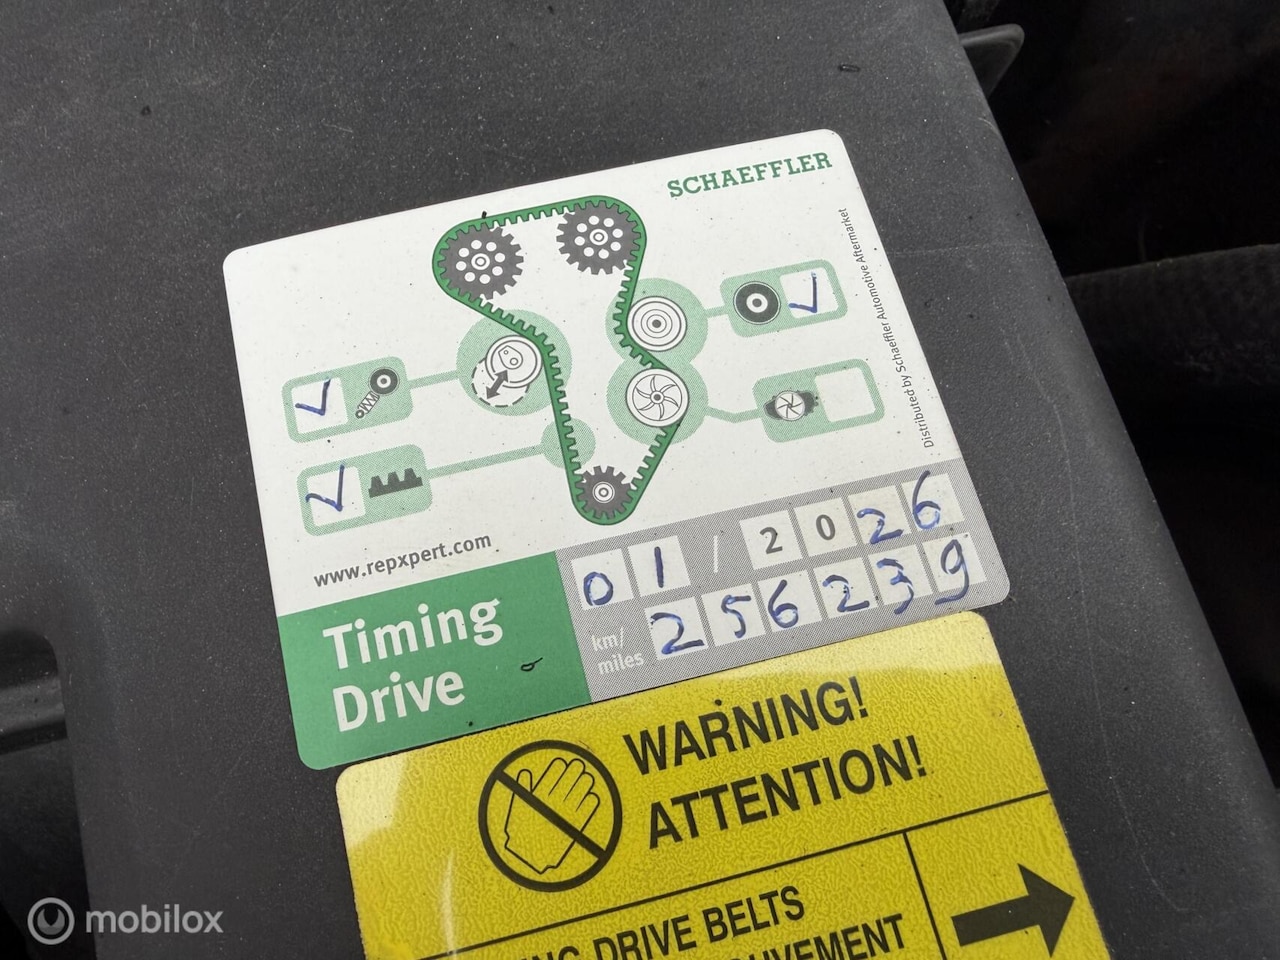 SCHAEFFLER
Distributed by Schaeffler Automotive Aftermarket
www.repxpert.com
Timing
Drive
01 / 2026
km/
miles
256239
WARNING!
ATTENTION!
DRIVE BELTS
mobilox